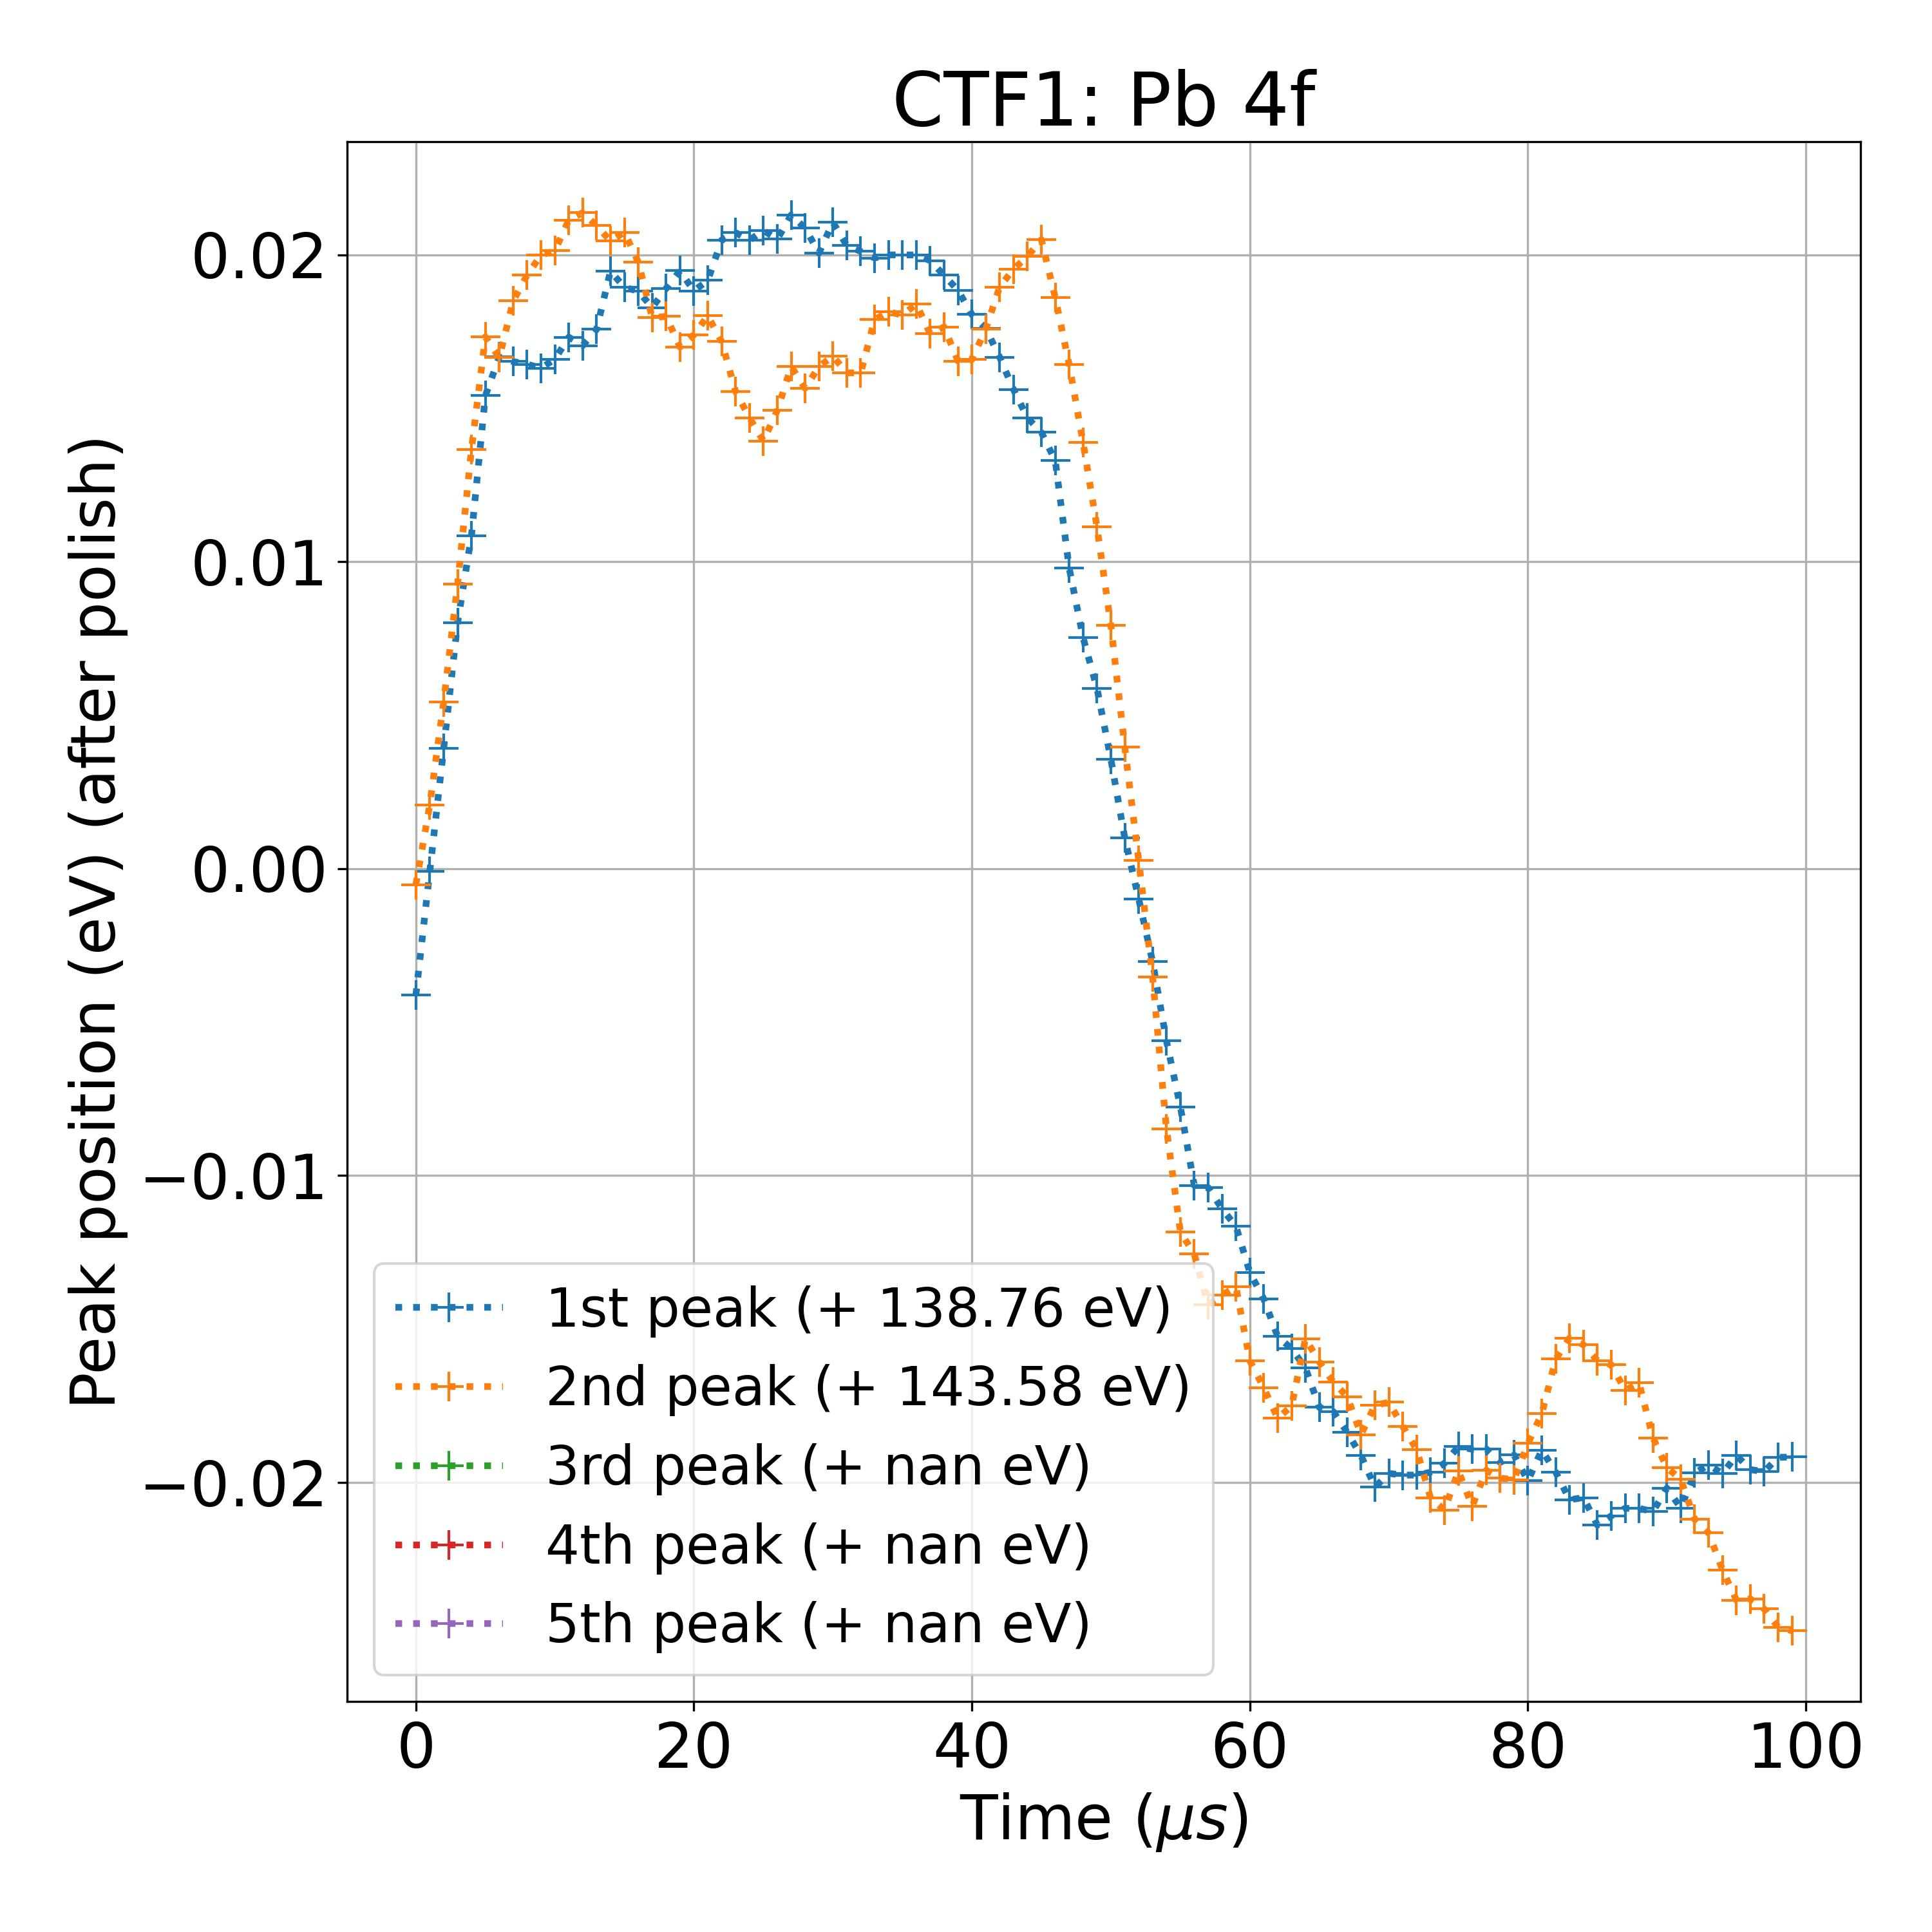 CTF1: Pb 4f
Peak position (eV) (after polish)
0.02
0.01
0.00
−0.01
−0.02
1st peak (+ 138.76 eV)
2nd peak (+ 143.58 eV)
3rd peak (+ nan eV)
4th peak (+ nan eV)
5th peak (+ nan eV)
0 20 40 60 80 100
Time (μs)